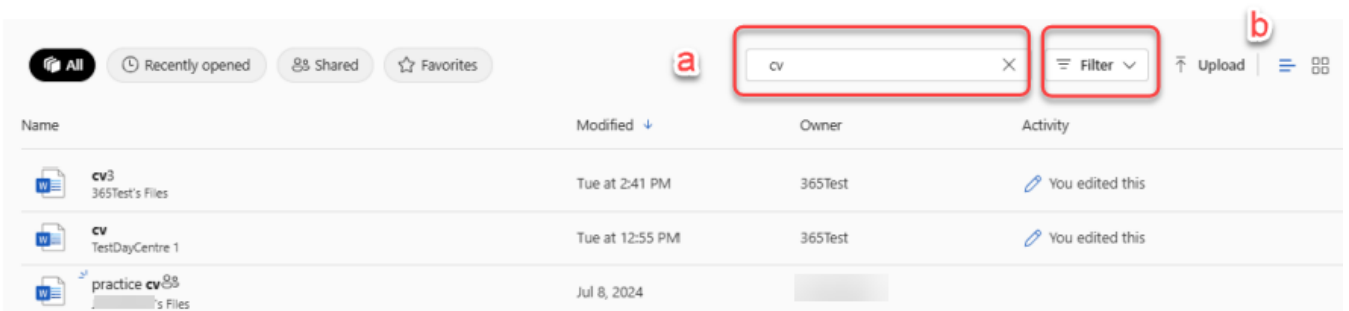 b
All Recently opened Shared Favorites a cv Filter Upload
Name Modified Owner Activity
cv3 Tue at 2:41 PM 365Test You edited this
365Test's Files
cv Tue at 12:55 PM 365Test You edited this
TestDayCentre 1
practice cv Jul 8, 2024
's Files